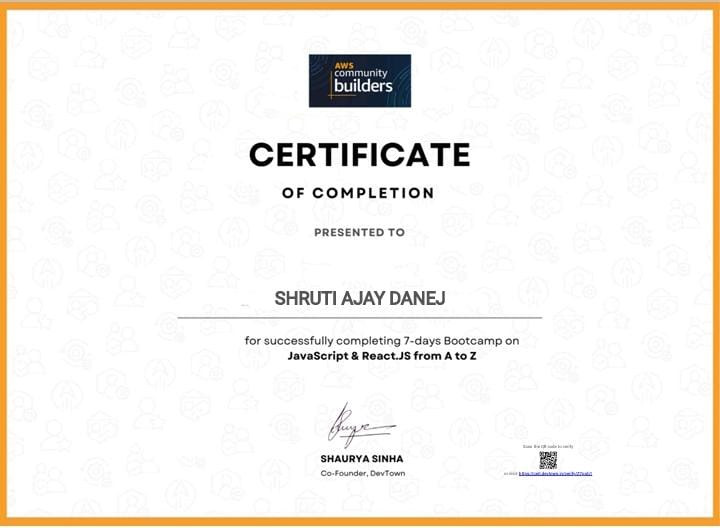 AWS
community
builders
CERTIFICATE
OF COMPLETION
PRESENTED TO
SHRUTI AJAY DANEJ
for successfully completing 7-days Bootcamp on
JavaScript & React.JS from A to Z
SHAURYA SINHA
Co-Founder, DevTown
Scan the QR code to verify
or visit